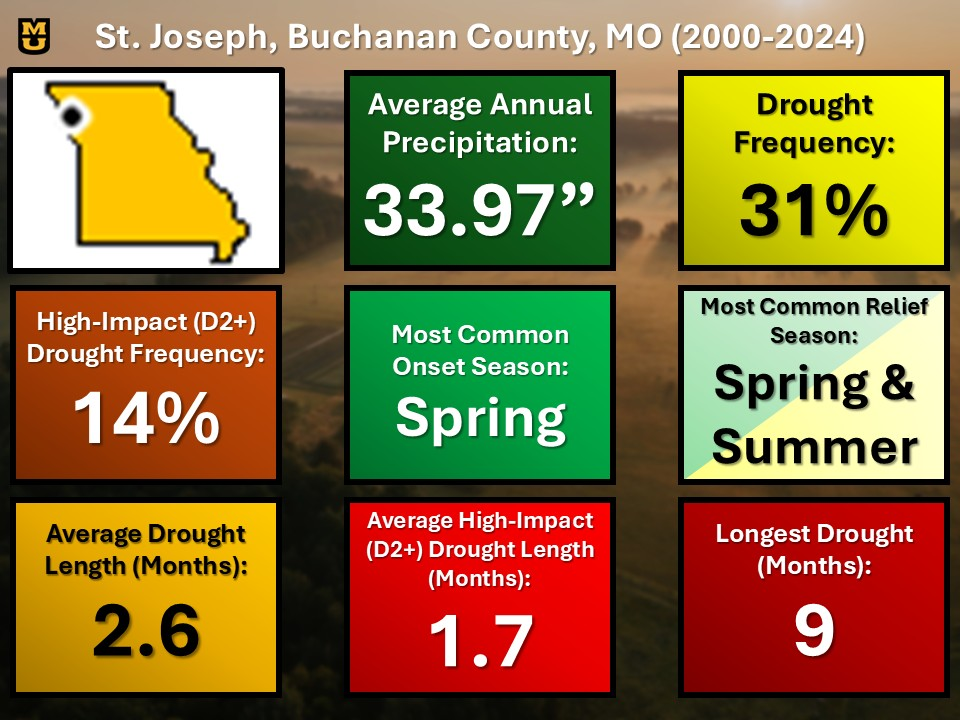 MU
St. Joseph, Buchanan County, MO (2000-2024)
Average Annual
Precipitation:
33.97”
Drought
Frequency:
31%
High-Impact (D2+)
Drought Frequency:
14%
Most Common
Onset Season:
Spring
Most Common Relief
Season:
Spring &
Summer
Average Drought
Length (Months):
2.6
Average High-Impact
(D2+) Drought Length
(Months):
1.7
Longest Drought
(Months):
9